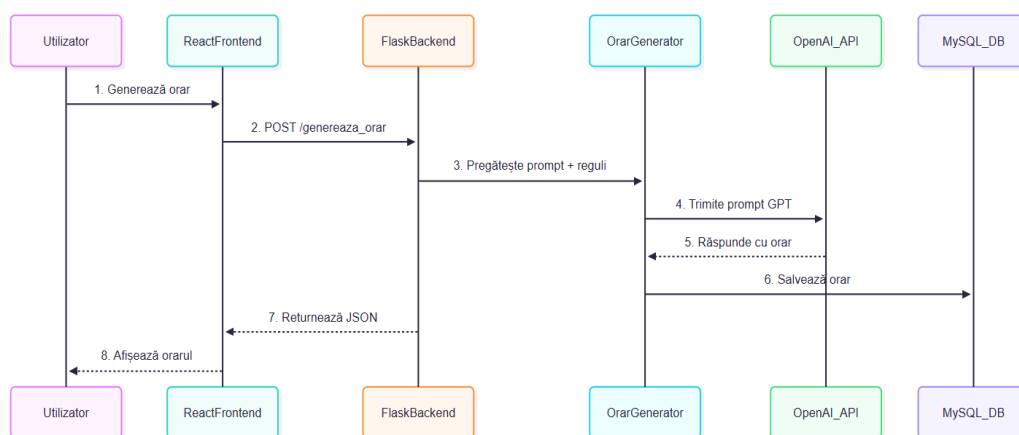 Utilizator
ReactFrontend
FlaskBackend
OrarGenerator
OpenAI_API
MySQL_DB
1. Generează orar
2. POST /genereaza_orar
3. Pregătește prompt + reguli
4. Trimite prompt GPT
5. Răspunde cu orar
6. Salvează orar
7. Returnează JSON
8. Afișează orarul
Utilizator
ReactFrontend
FlaskBackend
OrarGenerator
OpenAI_API
MySQL_DB